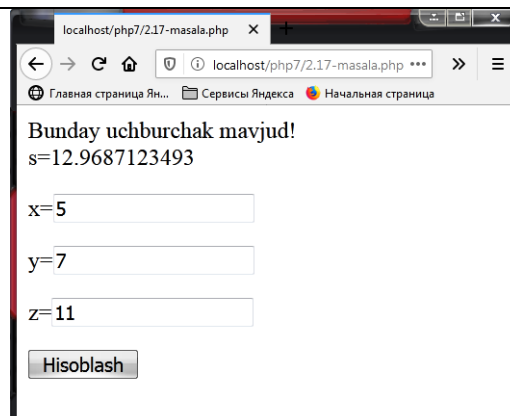 localhost/php7/2.17-masala.php
localhost/php7/2.17-masala.php
Главная страница Ян... Сервисы Яндекса Начальная страница
Bunday uchburchak mavjud!
s=12.9687123493
x=5
y=7
z=11
Hisoblash